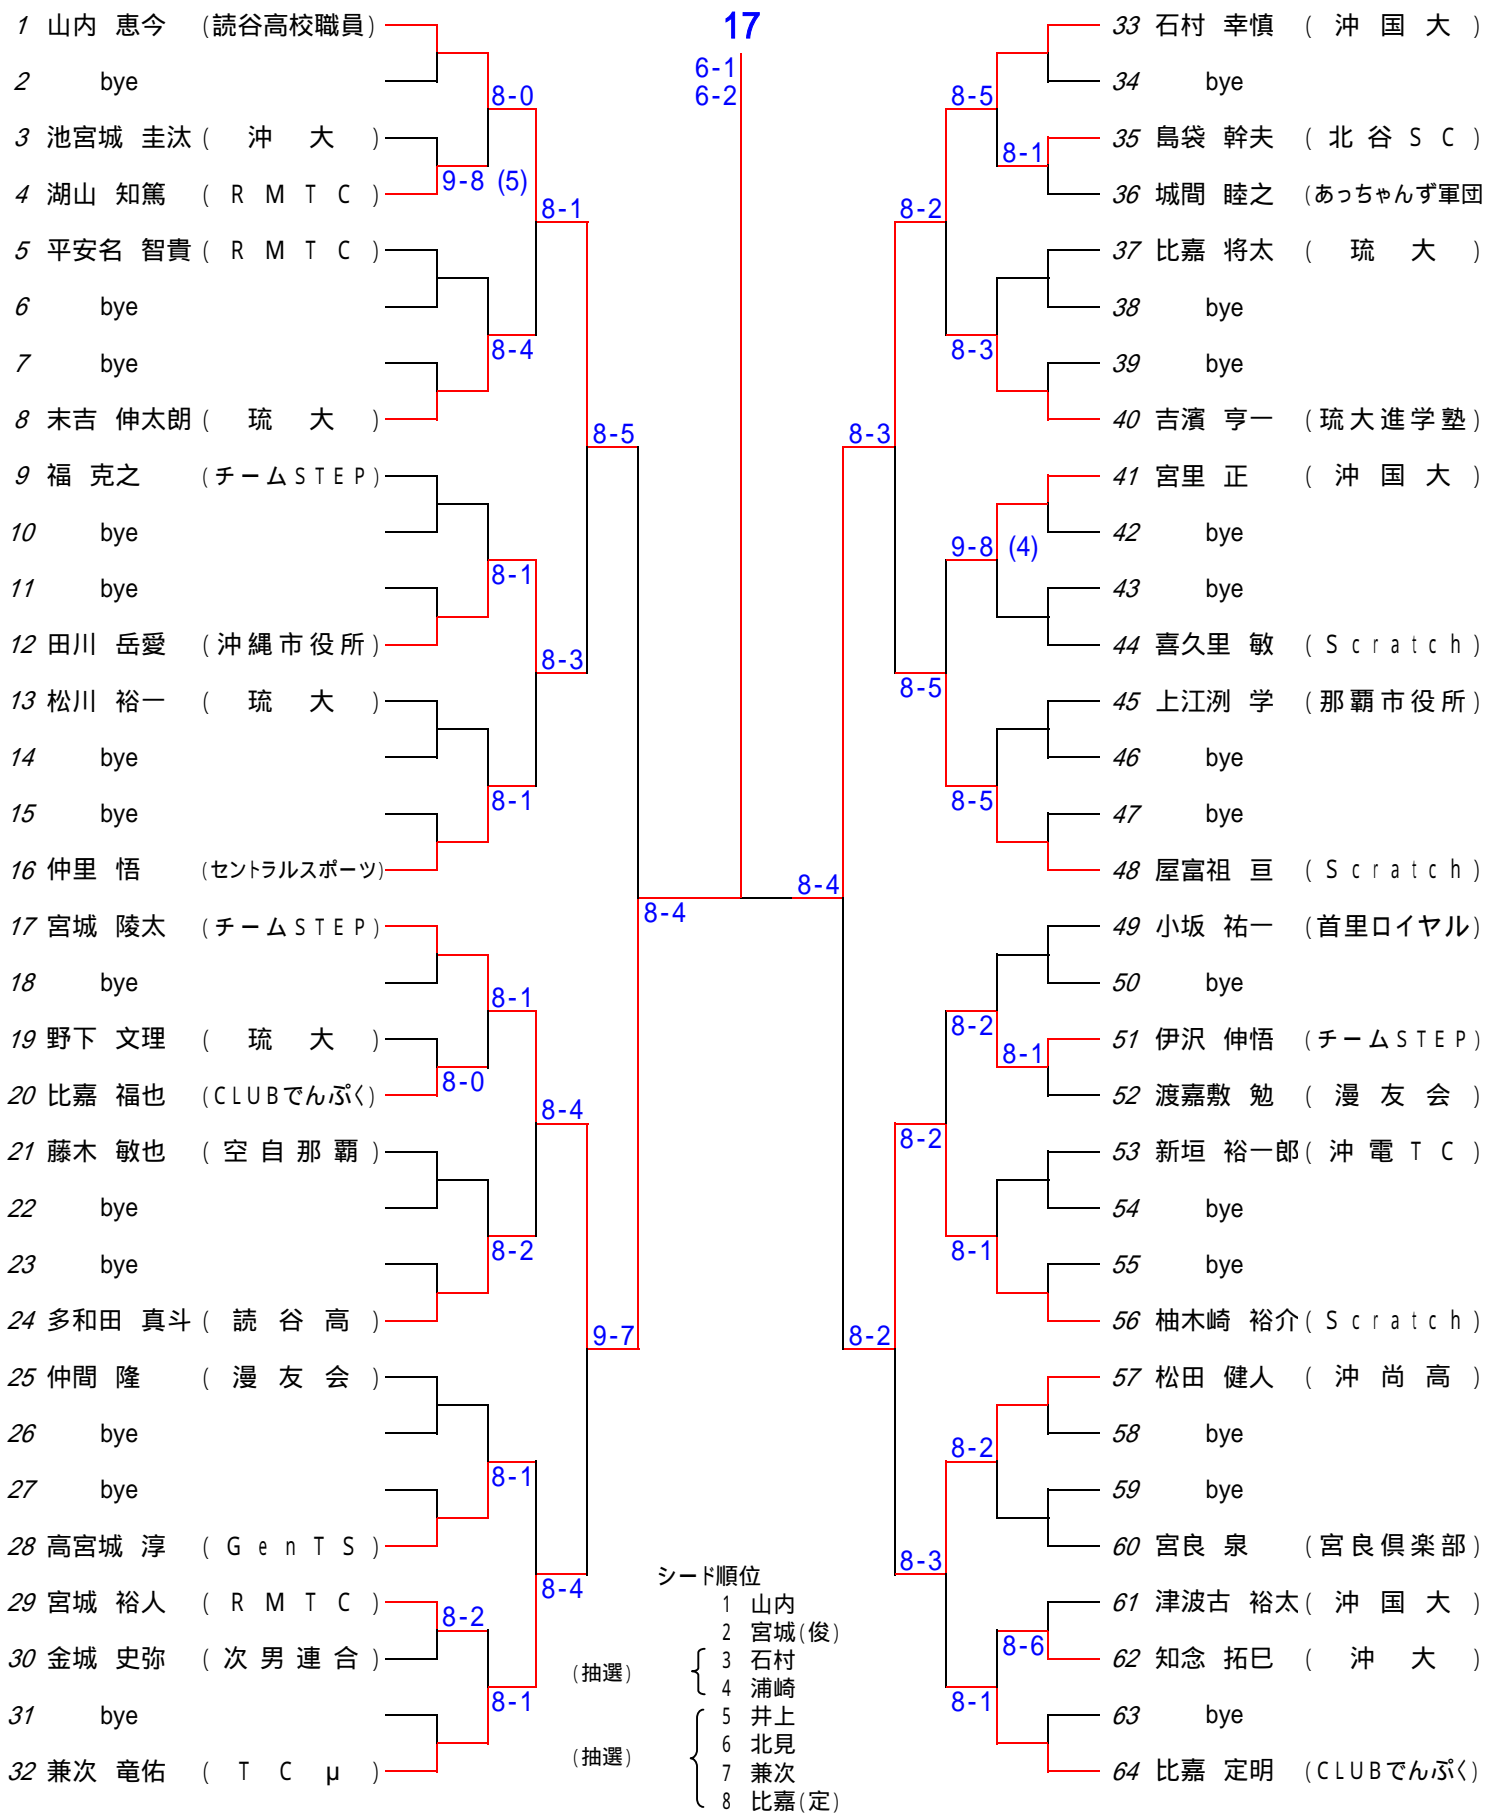 17
6-1
6-2
1 山内 恵今 (読谷高校職員)
2 bye
8-0
3 池宮城 圭汰 ( 沖 大 )
9-8 (5)
4 湖山 知篤 ( R M T C )
8-1
5 平安名 智貴 ( R M T C )
6 bye
7 bye
8-4
8 末吉 伸太朗 ( 琉 大 )
8-5
9 福 克之 (チームSTEP)
10 bye
11 bye
8-1
12 田川 岳愛 (沖縄市役所)
8-3
13 松川 裕一 ( 琉 大 )
14 bye
15 bye
8-1
16 仲里 悟 (セントラルスポーツ)
8-4
17 宮城 陵太 (チームSTEP)
18 bye
8-1
19 野下 文理 ( 琉 大 )
8-0
20 比嘉 福也 (CLUBでんぷく)
8-4
21 藤木 敏也 (空自那覇)
22 bye
23 bye
8-2
24 多和田 真斗 ( 読 谷 高 )
9-7
25 仲間 隆 ( 漫 友 会 )
26 bye
27 bye
8-1
28 高宮城 淳 ( G e n T S )
8-4
29 宮城 裕人 ( R M T C )
8-2
30 金城 史弥 (次男連合)
31 bye
8-1
32 兼次 竜佑 ( T C μ )
33 石村 幸慎 ( 沖 国 大 )
34 bye
8-5
35 島袋 幹夫 ( 北 谷 S C )
8-1
36 城間 睦之 (あっちゃんず軍団
8-2
37 比嘉 将太 ( 琉 大 )
38 bye
39 bye
8-3
40 吉濱 亨一 (琉大進学塾)
8-3
41 宮里 正 ( 沖 国 大 )
42 bye
9-8 (4)
43 bye
44 喜久里 敏 ( S c r a t c h )
8-5
45 上江洌 学 (那覇市役所)
46 bye
47 bye
8-5
48 屋富祖 亘 ( S c r a t c h )
8-4
49 小坂 祐一 (首里ロイヤル)
50 bye
8-2
51 伊沢 伸悟 (チームSTEP)
8-1
52 渡嘉敷 勉 ( 漫 友 会 )
8-2
53 新垣 裕一郎 ( 沖 電 T C )
54 bye
55 bye
8-1
56 柚木崎 裕介 ( S c r a t c h )
8-2
57 松田 健人 ( 沖 尚 高 )
58 bye
8-2
59 bye
60 宮良 泉 (宮良倶楽部)
8-3
61 津波古 裕太 ( 沖 国 大 )
8-6
62 知念 拓巳 ( 沖 大 )
63 bye
8-1
64 比嘉 定明 (CLUBでんぷく)
シード順位
1 山内
2 宮城(俊)
(抽選)
3 石村
4 浦崎
(抽選)
5 井上
6 北見
7 兼次
8 比嘉(定)